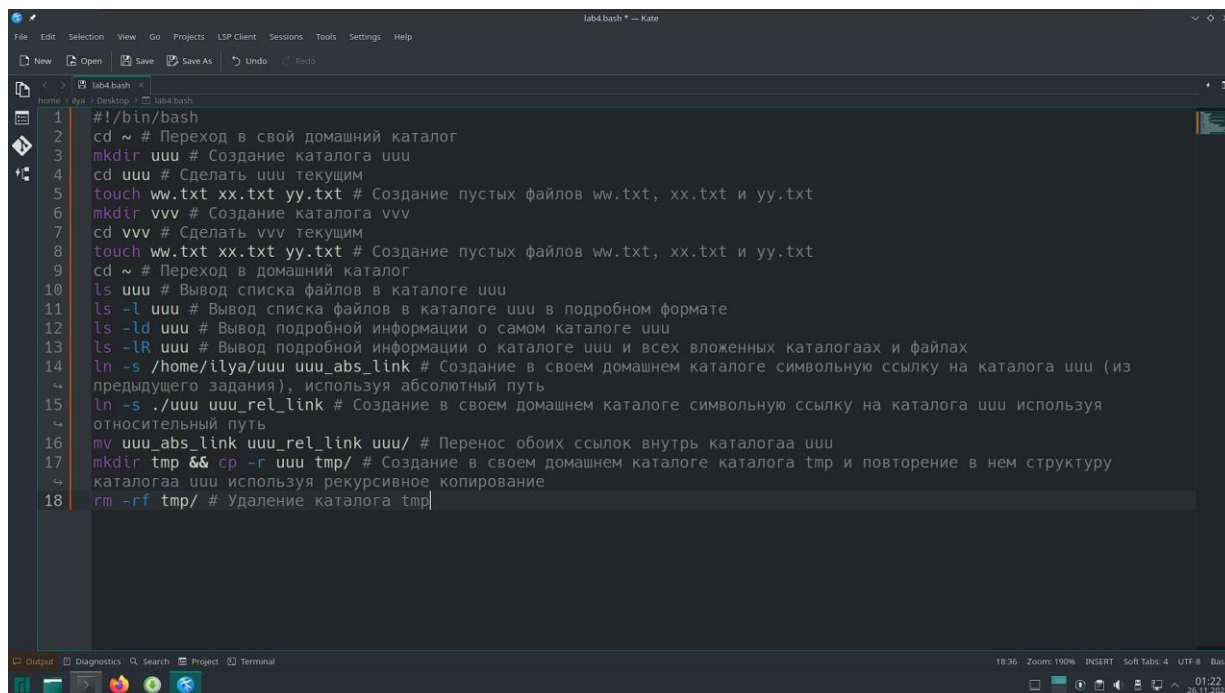 lab4.bash * — Kate
File Edit Selection View Go Projects LSP Client Sessions Tools Settings Help
New Open Save Save As Undo Redo
lab4.bash
home > ilya > Desktop > lab4.bash
1 #!/bin/bash
2 cd ~ # Переход в свой домашний каталог
3 mkdir uuu # Создание каталога uuu
4 cd uuu # Сделать uuu текущим
5 touch ww.txt xx.txt yy.txt # Создание пустых файлов ww.txt, xx.txt и yy.txt
6 mkdir vvv # Создание каталога vvv
7 cd vvv # Сделать vvv текущим
8 touch ww.txt xx.txt yy.txt # Создание пустых файлов ww.txt, xx.txt и yy.txt
9 cd ~ # Переход в домашний каталог
10 ls uuu # Вывод списка файлов в каталоге uuu
11 ls -l uuu # Вывод списка файлов в каталоге uuu в подробном формате
12 ls -ld uuu # Вывод подробной информации о самом каталоге uuu
13 ls -lR uuu # Вывод подробной информации о каталоге uuu и всех вложенных каталогаах и файлах
14 ln -s /home/ilya/uuu uuu_abs_link # Создание в своем домашнем каталоге символьную ссылку на каталога uuu (из
предыдущего задания), используя абсолютный путь
15 ln -s ./uuu uuu_rel_link # Создание в своем домашнем каталоге символьную ссылку на каталога uuu используя
относительный путь
16 mv uuu_abs_link uuu_rel_link uuu/ # Перенос обоих ссылок внутрь каталогаа uuu
17 mkdir tmp && cp -r uuu tmp/ # Создание в своем домашнем каталоге каталога tmp и повторение в нем структуру
каталогаа uuu используя рекурсивное копирование
18 rm -rf tmp/ # Удаление каталога tmp
Output Diagnostics Search Project Terminal 18:36 Zoom: 190% INSERT Soft Tabs: 4 UTF-8
01:22